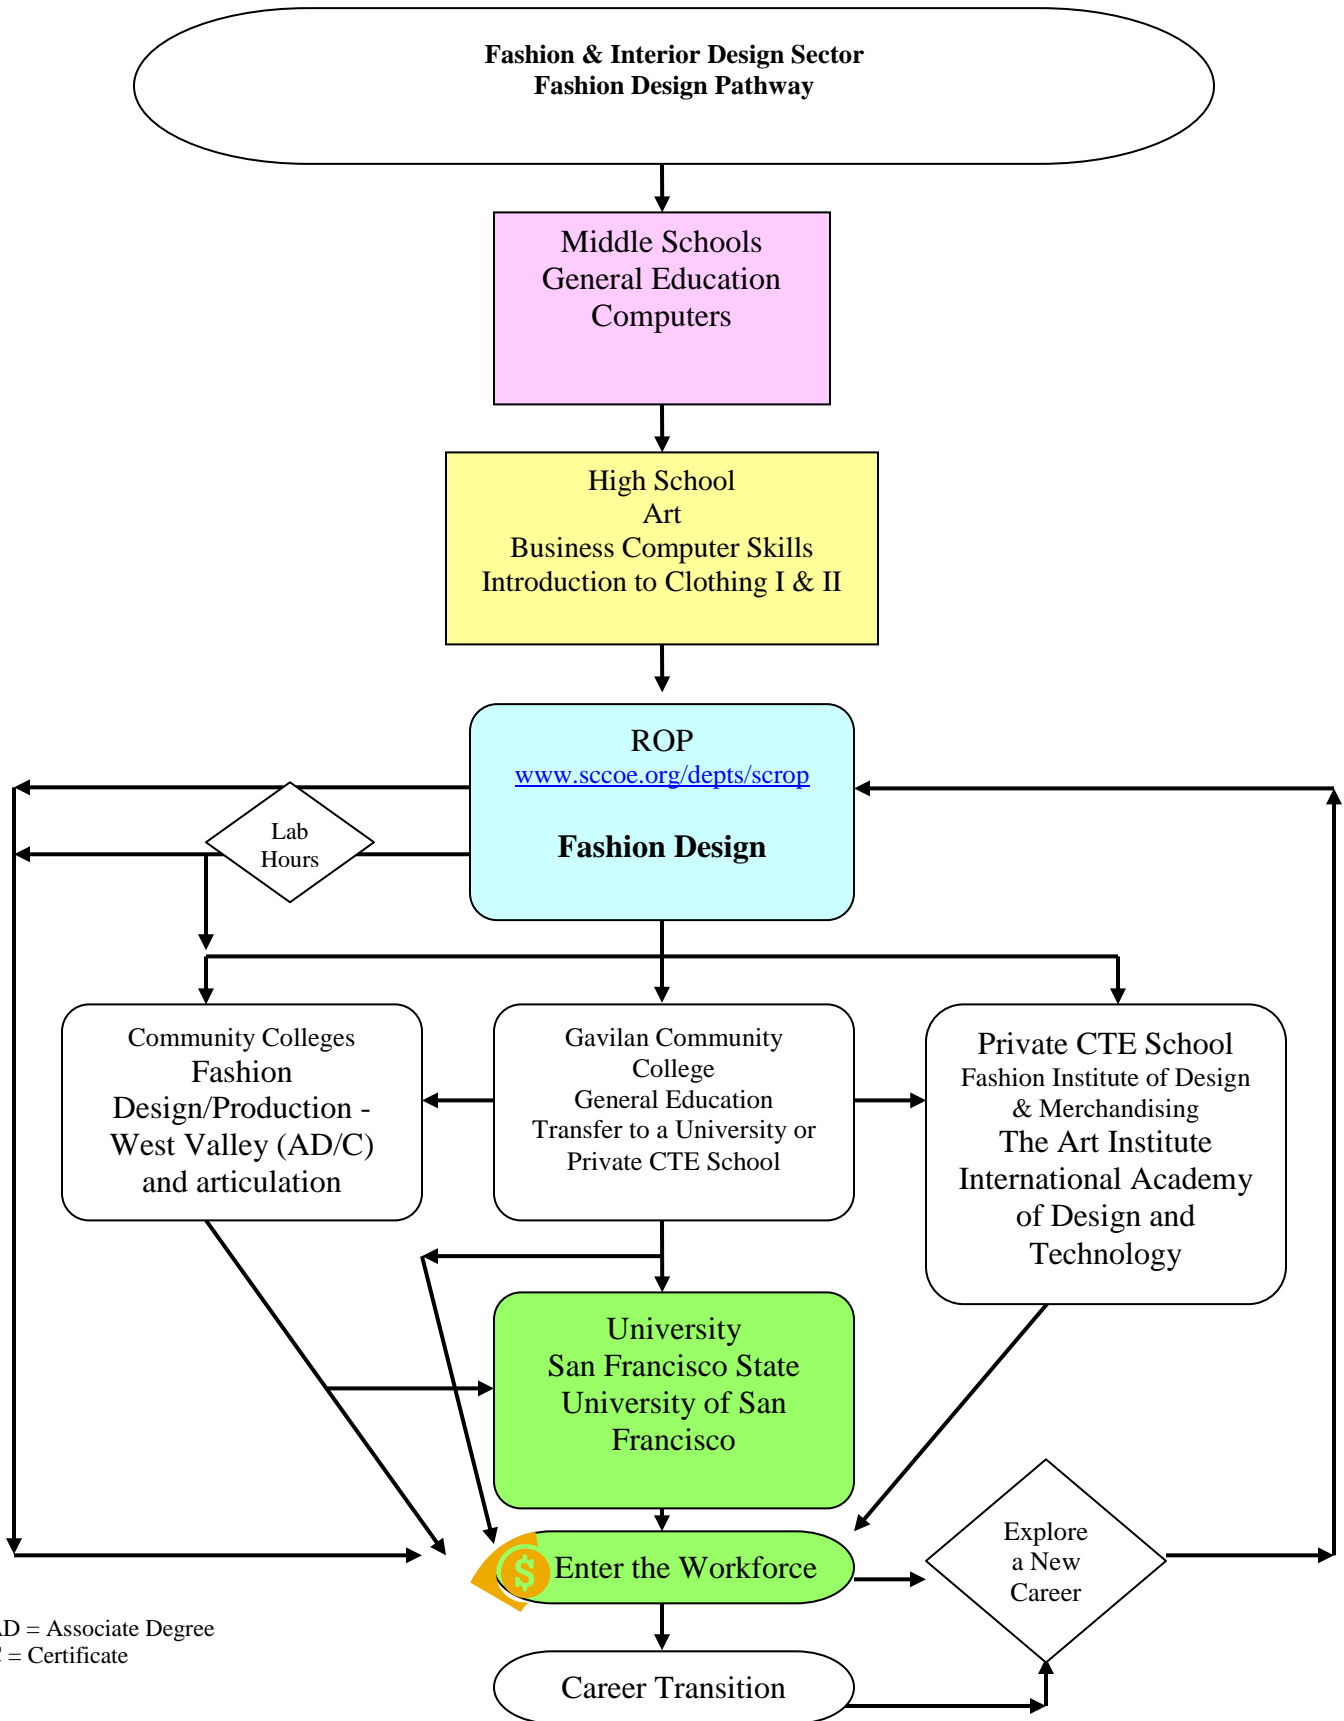 Fashion & Interior Design Sector
Fashion Design Pathway
Middle Schools
General Education
Computers
High School
Art
Business Computer Skills
Introduction to Clothing I & II
ROP
www.sccoe.org/depts/scrop
Fashion Design
Lab
Hours
Community Colleges
Fashion
Design/Production -
West Valley (AD/C)
and articulation
Gavilan Community
College
General Education
Transfer to a University or
Private CTE School
Private CTE School
Fashion Institute of Design
& Merchandising
The Art Institute
International Academy
of Design and
Technology
University
San Francisco State
University of San
Francisco
$
Enter the Workforce
Explore
a New
Career
AD = Associate Degree
C = Certificate
Career Transition